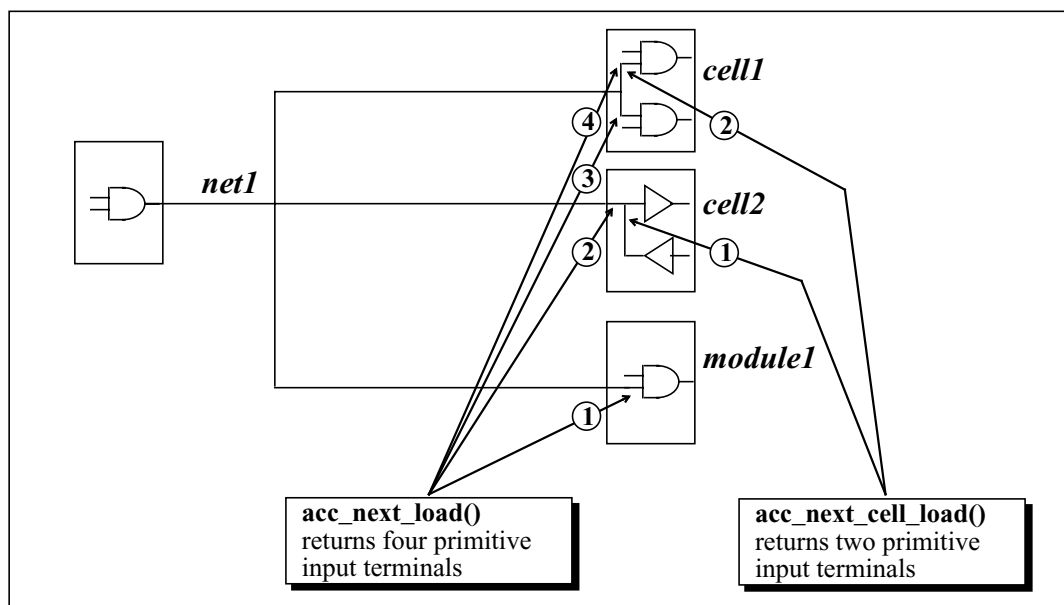 cell1
4
2
3
net1
cell2
2
1
module1
1
acc_next_load()
returns four primitive
input terminals
acc_next_cell_load()
returns two primitive
input terminals